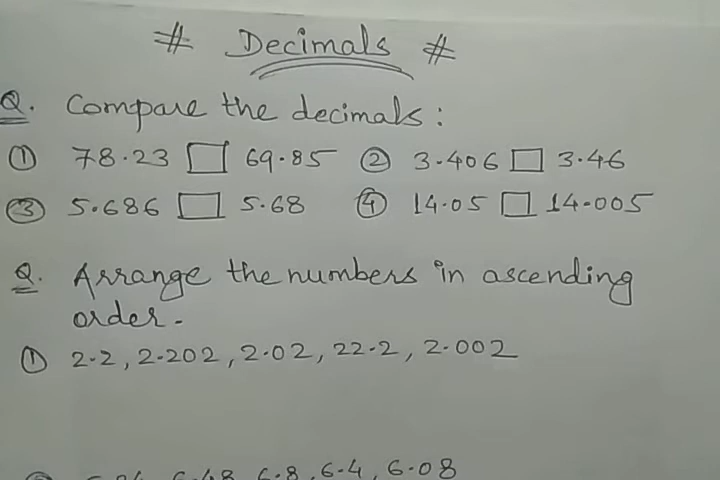 # Decimals #
Q. Compare the decimals:
① 78.23 □ 69.85 ② 3.406 □ 3.46
③ 5.686 □ 5.68 ④ 14.05 □ 14.005
Q. Arrange the numbers in ascending
order.
① 2.2, 2.202, 2.02, 22.2, 2.002
6.8, 6.4, 6.08